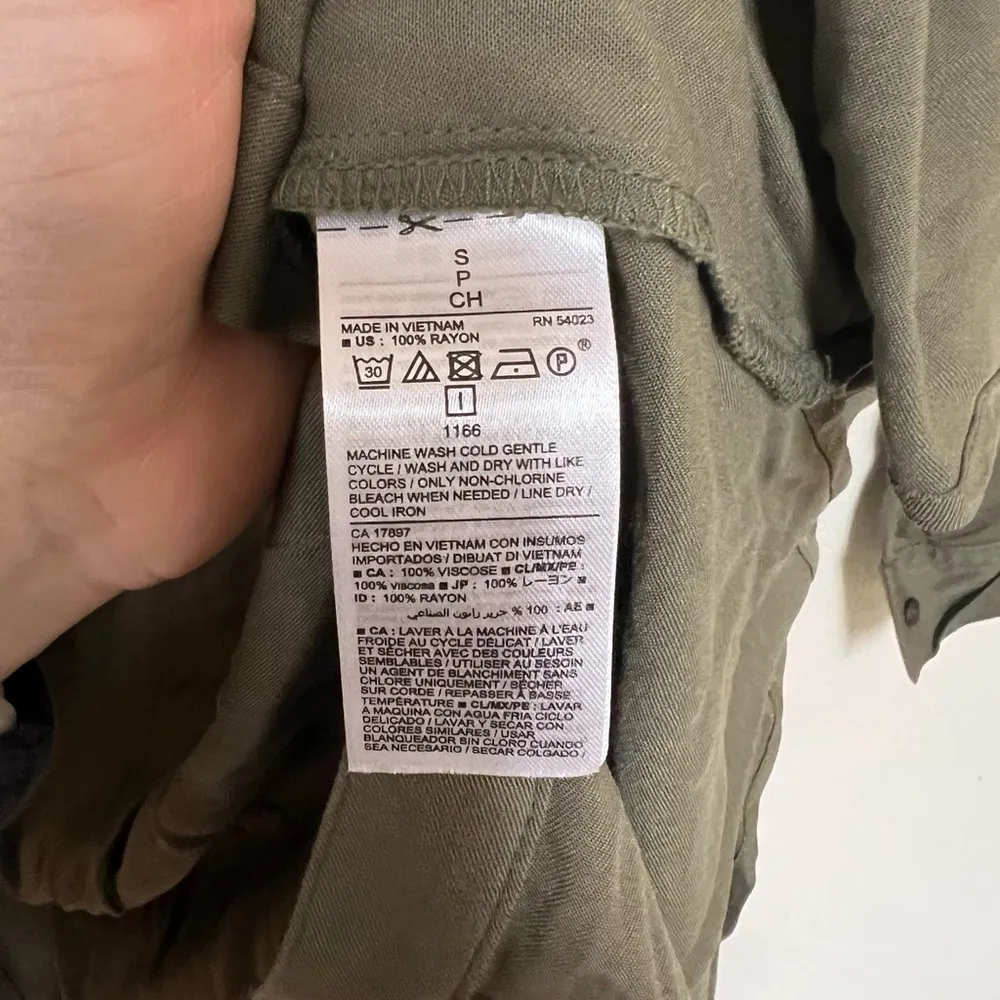 S
P
CH
MADE IN VIETNAM RN 54023
■ US : 100% RAYON
30 P ®
I
1166
MACHINE WASH COLD GENTLE
CYCLE / WASH AND DRY WITH LIKE
COLORS / ONLY NON-CHLORINE
BLEACH WHEN NEEDED / LINE DRY /
COOL IRON
CA 17897
HECHO EN VIETNAM CON INSUMOS
IMPORTADOS / DIBUAT DI VIETNAM
■ CA : 100% VISCOSE ■ CL/MX/PE :
100% VISCOSA ■ JP : 100% レーヨン ■
ID : 100% RAYON
■ AE : 100 % حرير رايون الصناعي
■ CA : LAVER À LA MACHINE À L'EAU
FROIDE AU CYCLE DÉLICAT / LAVER
ET SÉCHER AVEC DES COULEURS
SEMBLABLES / UTILISER AU BESOIN
UN AGENT DE BLANCHIMENT SANS
CHLORE UNIQUEMENT / SÉCHER
SUR CORDE / REPASSER À BASSE
TEMPÉRATURE ■ CL/MX/PE : LAVAR
A MAQUINA CON AGUA FRIA CICLO
DELICADO / LAVAR Y SECAR CON
COLORES SIMILARES / USAR
BLANQUEADOR SIN CLORO CUANDO
SEA NECESARIO / SECAR COLGADO /